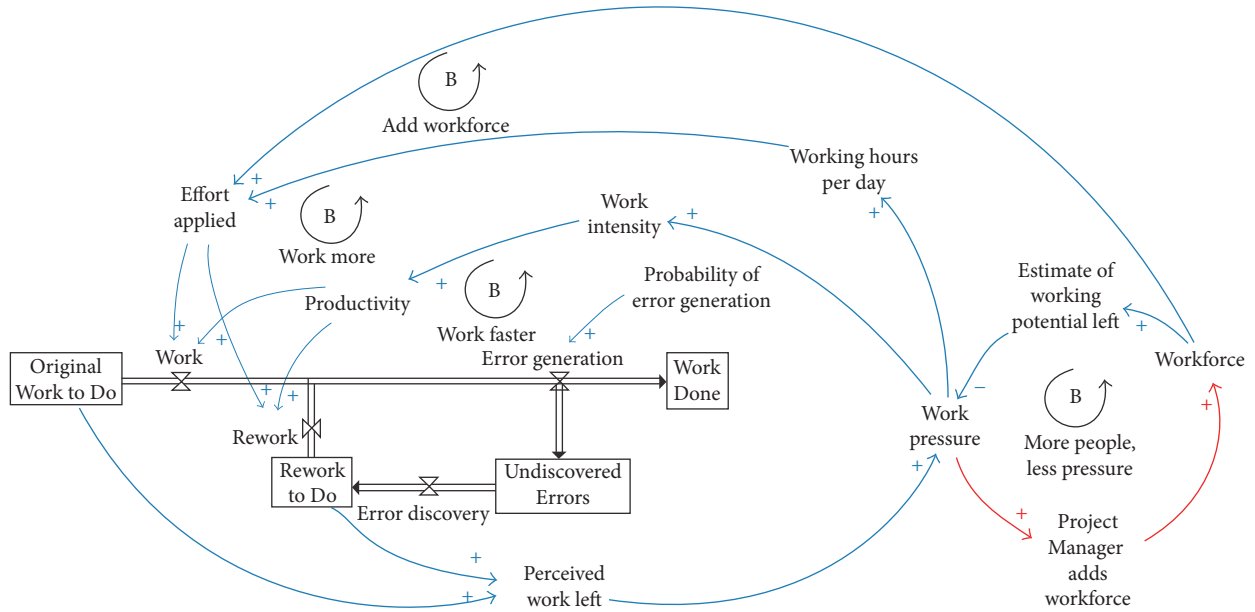 B
Add workforce
Working hours
per day
Effort
applied
B
Work more
Work
intensity
Productivity
B
Work faster
Probability of
error generation
Estimate of
working
potential left
Workforce
Original
Work to Do
Work
Error generation
Work
Done
Rework
Rework
to Do
Error discovery
Undiscovered
Errors
Work
pressure
B
More people,
less pressure
Project
Manager
adds
workforce
Perceived
work left
+
+
+
+
+
+
+
+
+
+
+
+
−
+
+
+
+
+